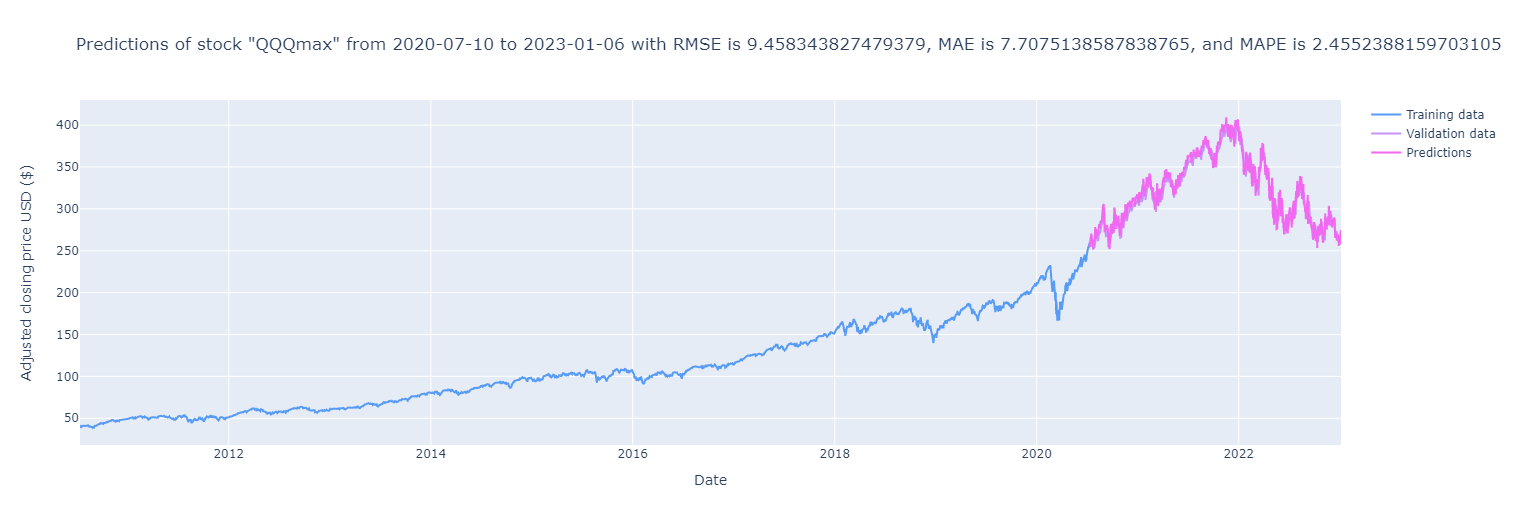 Predictions of stock "QQQmax" from 2020-07-10 to 2023-01-06 with RMSE is 9.458343827479379, MAE is 7.7075138587838765, and MAPE is 2.4552388159703105
Training data
Validation data
Predictions
Adjusted closing price USD ($)
400
350
300
250
200
150
100
50
2012
2014
2016
2018
2020
2022
Date